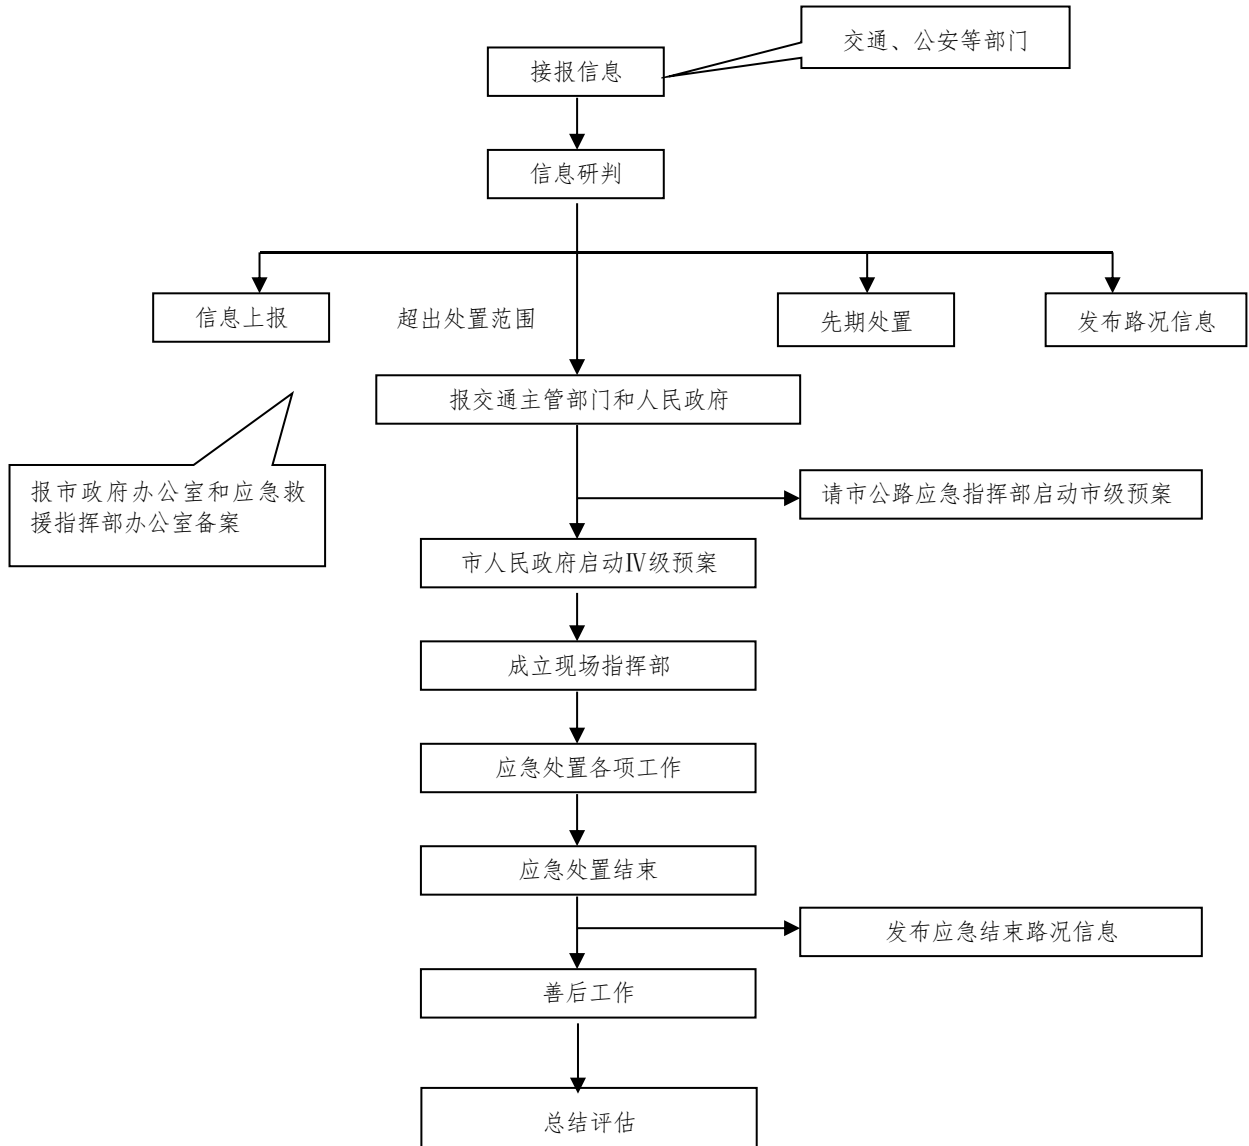 交通、公安等部门
接报信息
信息研判
信息上报
超出处置范围
先期处置
发布路况信息
报交通主管部门和人民政府
报市政府办公室和应急救
援指挥部办公室备案
请市公路应急指挥部启动市级预案
市人民政府启动Ⅳ级预案
成立现场指挥部
应急处置各项工作
应急处置结束
发布应急结束路况信息
善后工作
总结评估